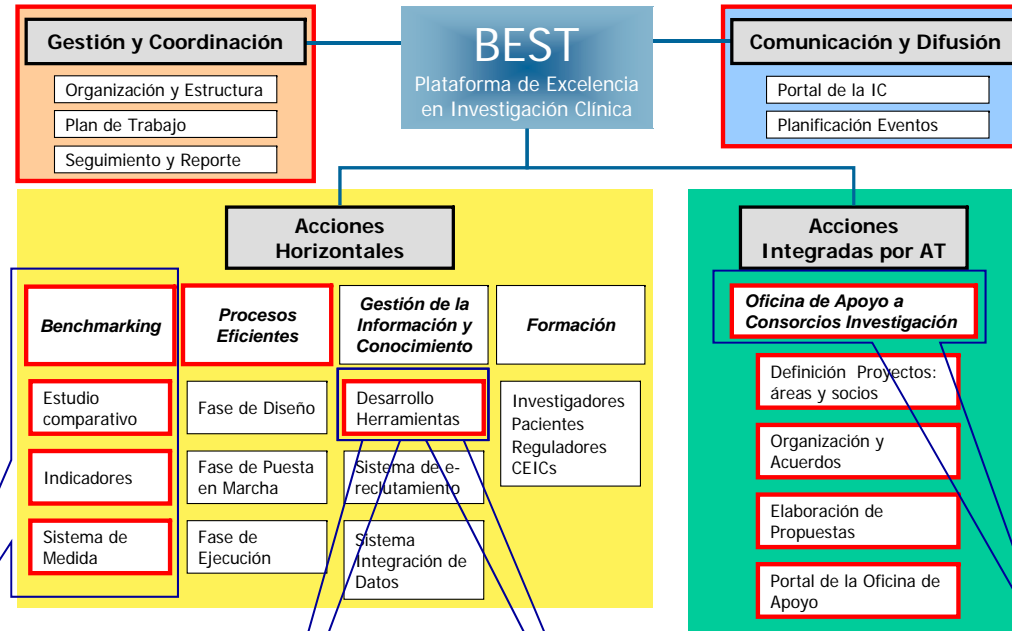 BEST
Plataforma de Excelencia
en Investigación Clínica
Gestión y Coordinación
Organización y Estructura
Plan de Trabajo
Seguimiento y Reporte
Comunicación y Difusión
Portal de la IC
Planificación Eventos
Acciones
Horizontales
Benchmarking
Estudio
comparativo
Indicadores
Sistema de
Medida
Procesos
Eficientes
Fase de Diseño
Fase de Puesta
en Marcha
Fase de
Ejecución
Gestión de la
Información y
Conocimiento
Desarrollo
Herramientas
Sistema de e-
reclutamiento
Sistema
Integración de
Datos
Formación
Investigadores
Pacientes
Reguladores
CEICs
Acciones
Integradas por AT
Oficina de Apoyo a
Consorcios Investigación
Definición Proyectos:
áreas y socios
Organización y
Acuerdos
Elaboración de
Propuestas
Portal de la Oficina de
Apoyo